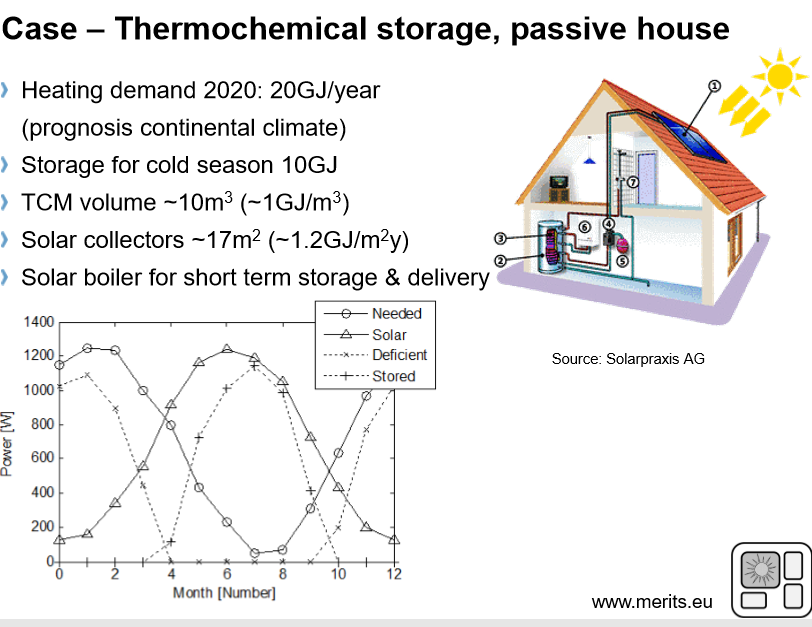 Case – Thermochemical storage, passive house
Heating demand 2020: 20GJ/year
(prognosis continental climate)
Storage for cold season 10GJ
TCM volume ~10m³ (~1GJ/m³)
Solar collectors ~17m² (~1.2GJ/m²y)
Solar boiler for short term storage & delivery
①
⑦
③
⑥
④
②
⑤
Source: Solarpraxis AG
Needed
Solar
Deficient
Stored
1400
1200
1000
800
600
400
200
0
Power [W]
0 2 4 6 8 10 12
Month [Number]
www.merits.eu